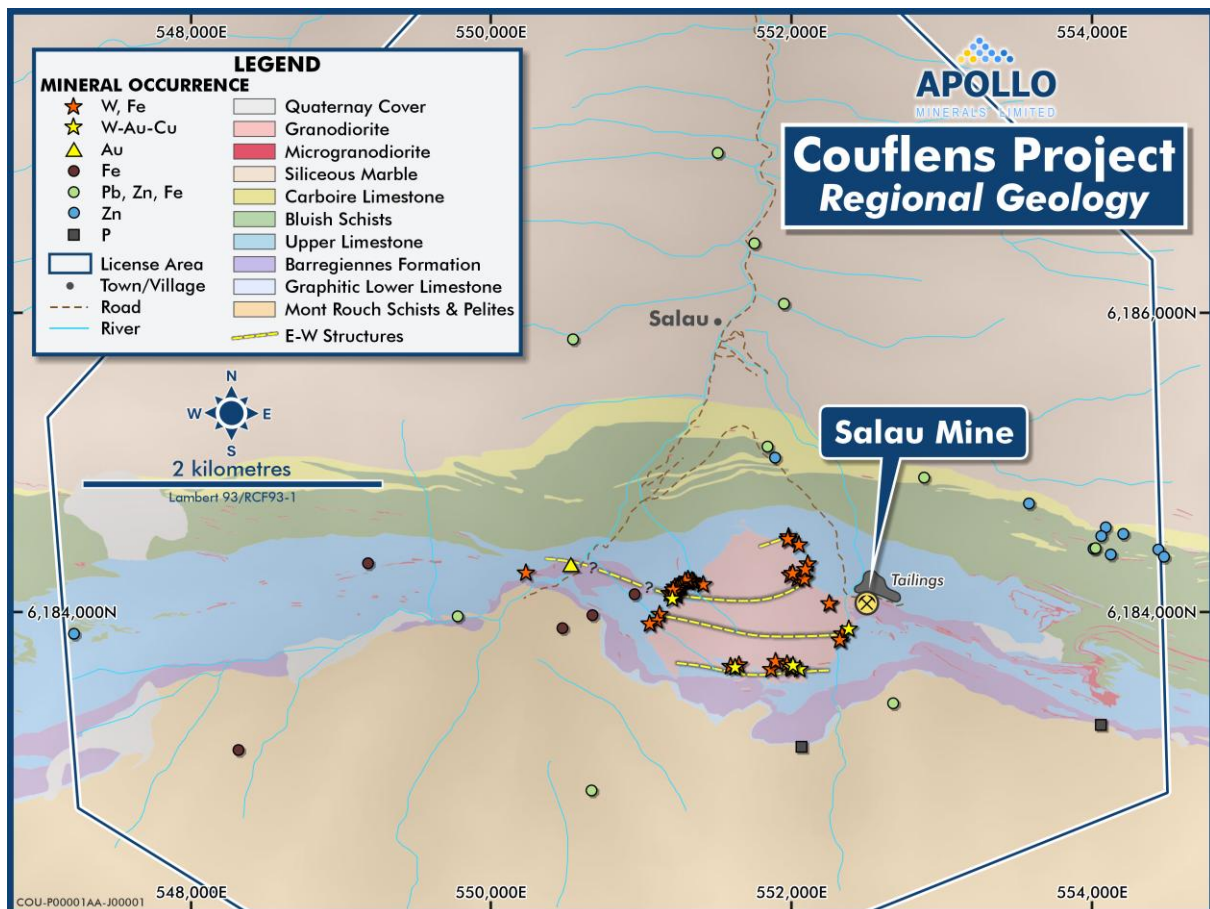 548,000E
550,000E
552,000E
554,000E
LEGEND
MINERAL OCCURRENCE
W, Fe
W-Au-Cu
Au
Fe
Pb, Zn, Fe
Zn
P
License Area
Town/Village
Road
River
Quaternay Cover
Granodiorite
Microgranodiorite
Siliceous Marble
Carboire Limestone
Bluish Schists
Upper Limestone
Barregiennes Formation
Graphitic Lower Limestone
Mont Rouch Schists & Pelites
E-W Structures
APOLLO
MINERALS LIMITED
Couflens Project
Regional Geology
Salau
6,186,000N
6,186,000N
N
W E
S
2 kilometres
Lambert 93/RCF93-1
Salau Mine
Tailings
? ?
6,184,000N
6,184,000N
548,000E
550,000E
552,000E
554,000E
COU-P00001AA-J00001